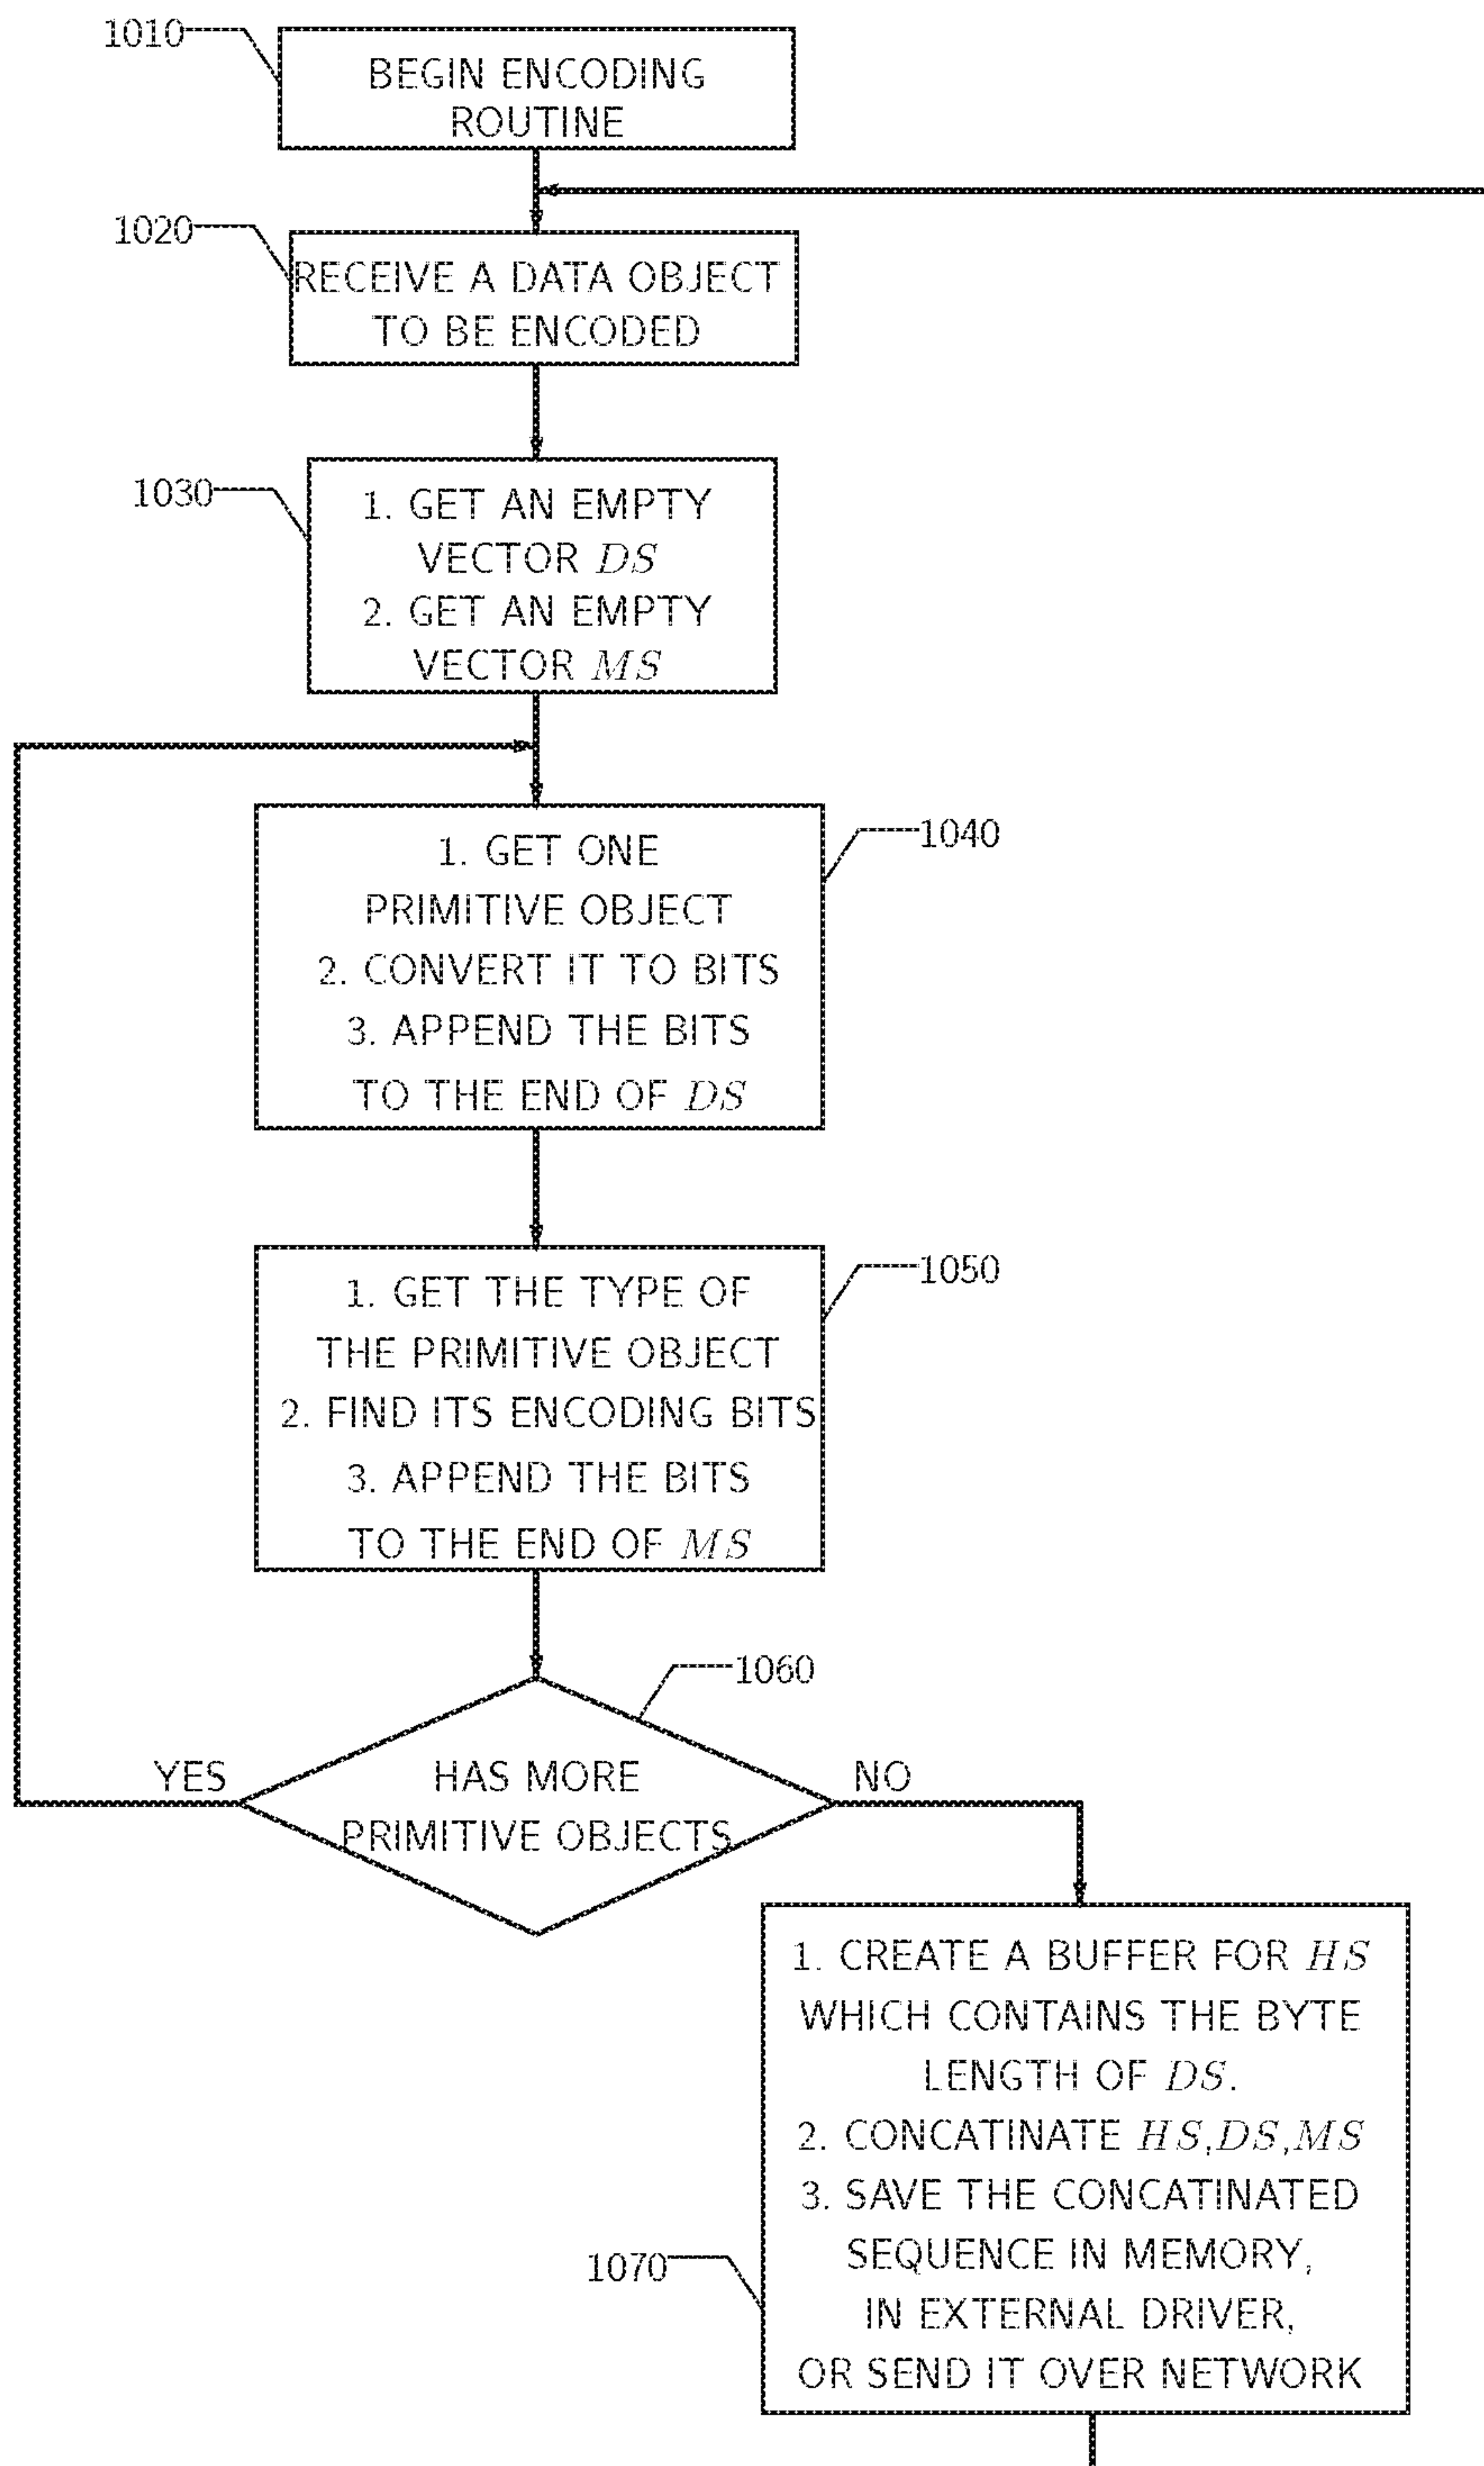 1010
BEGIN ENCODING
ROUTINE
1020
RECEIVE A DATA OBJECT
TO BE ENCODED
1030
1. GET AN EMPTY
VECTOR DS
2. GET AN EMPTY
VECTOR MS
1040
1. GET ONE
PRIMITIVE OBJECT
2. CONVERT IT TO BITS
3. APPEND THE BITS
TO THE END OF DS
1050
1. GET THE TYPE OF
THE PRIMITIVE OBJECT
2. FIND ITS ENCODING BITS
3. APPEND THE BITS
TO THE END OF MS
1060
YES
HAS MORE
PRIMITIVE OBJECTS
NO
1. CREATE A BUFFER FOR HS
WHICH CONTAINS THE BYTE
LENGTH OF DS.
2. CONCATINATE HS,DS,MS
3. SAVE THE CONCATINATED
SEQUENCE IN MEMORY,
IN EXTERNAL DRIVER,
OR SEND IT OVER NETWORK
1070